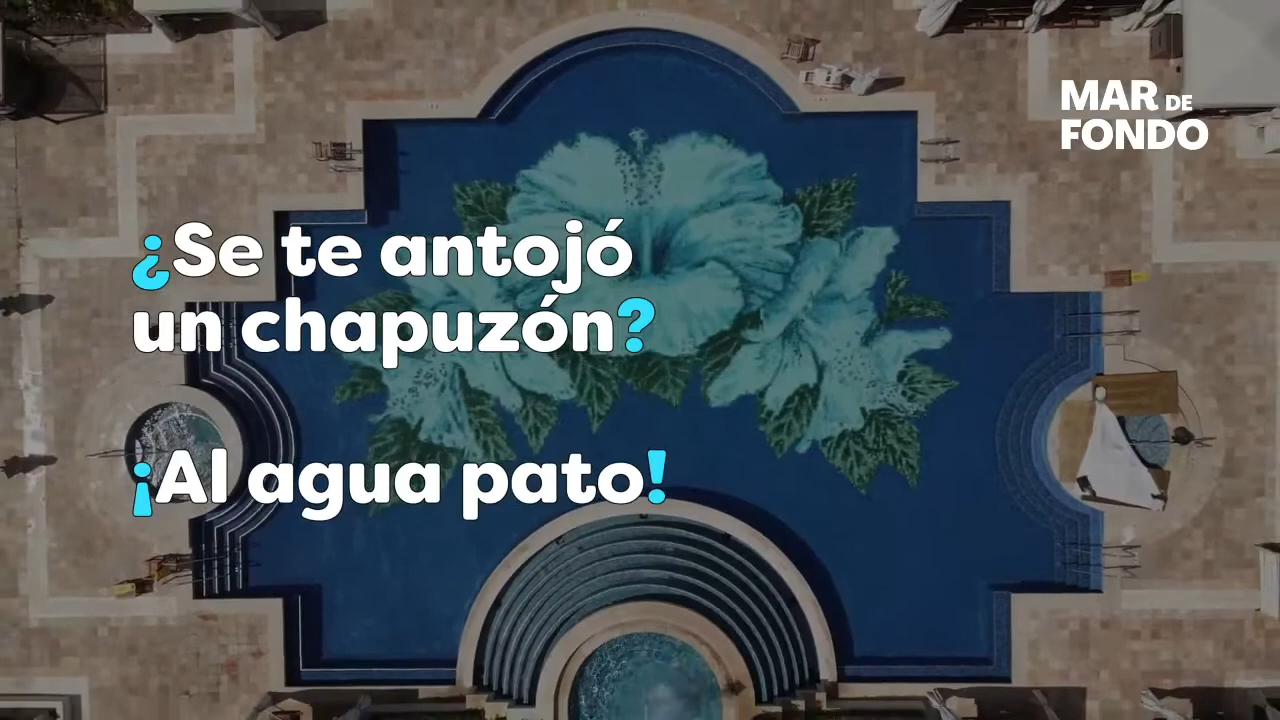 MAR DE
FONDO
¿Se te antojó
un chapuzón?
¡Al agua pato!